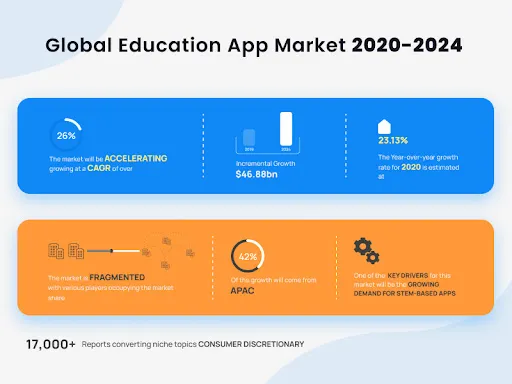 Global Education App Market 2020-2024
26%
The market will be ACCELERATING
growing at a CAGR of over
2019
2024
Incremental Growth
$46.88bn
23.13%
The Year-over-year growth
rate for 2020 is estimated
at
The market is FRAGMENTED
with various players occupying the market
share
42%
Of the growth will come from
APAC
One of the KEY DRIVERS for this
market will be the GROWING
DEMAND FOR STEM-BASED APPS
17,000+ Reports converting niche topics CONSUMER DISCRETIONARY